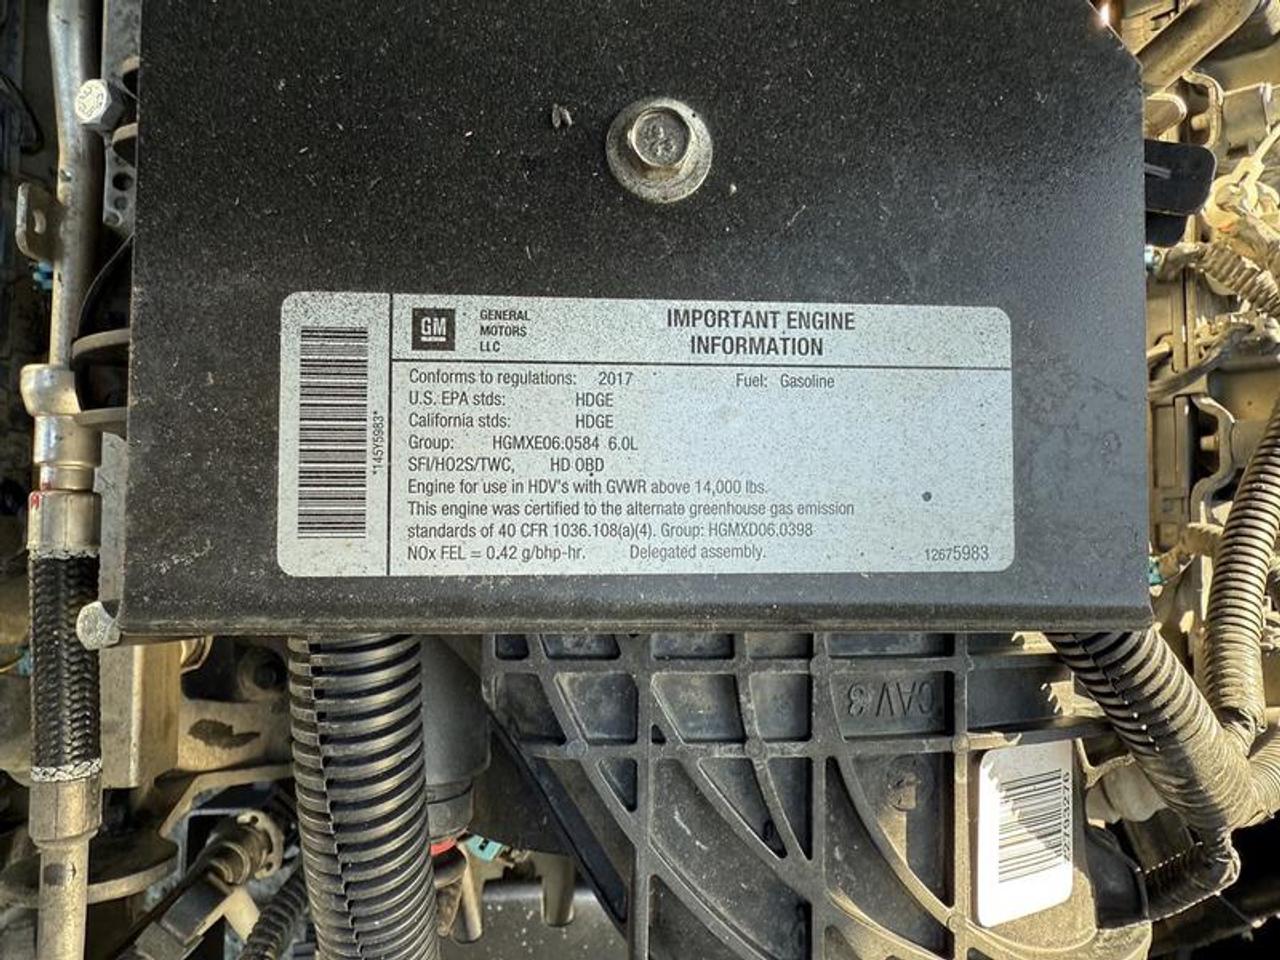 GM
GENERAL
MOTORS
LLC
IMPORTANT ENGINE
INFORMATION
Conforms to regulations: 2017 Fuel: Gasoline
U.S. EPA stds: HDGE
California stds: HDGE
Group: HGMXE06.0584 6.0L
SFI/HO2S/TWC, HD OBD
Engine for use in HDV's with GVWR above 14,000 lbs.
This engine was certified to the alternate greenhouse gas emission
standards of 40 CFR 1036.108(a)(4). Group: HGMXD06.0398
NOx FEL = 0.42 g/bhp-hr. Delegated assembly.
12675983
*145Y5983*
CAV 3